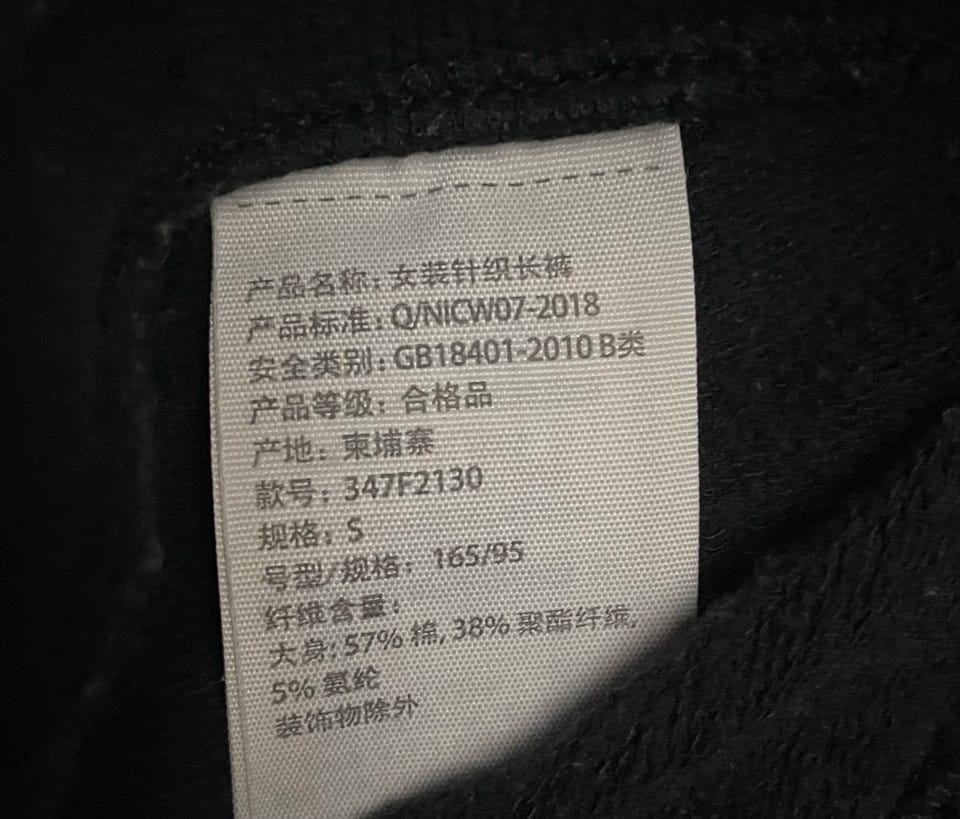 产品名称：女装针织长裤
产品标准：Q/NICW07-2018
安全类别：GB18401-2010 B类
产品等级：合格品
产地：柬埔寨
款号：347F2130
规格：S
号型/规格：165/95
纤维含量：
大身：57% 棉, 38% 聚酯纤维,
5% 氨纶
装饰物除外